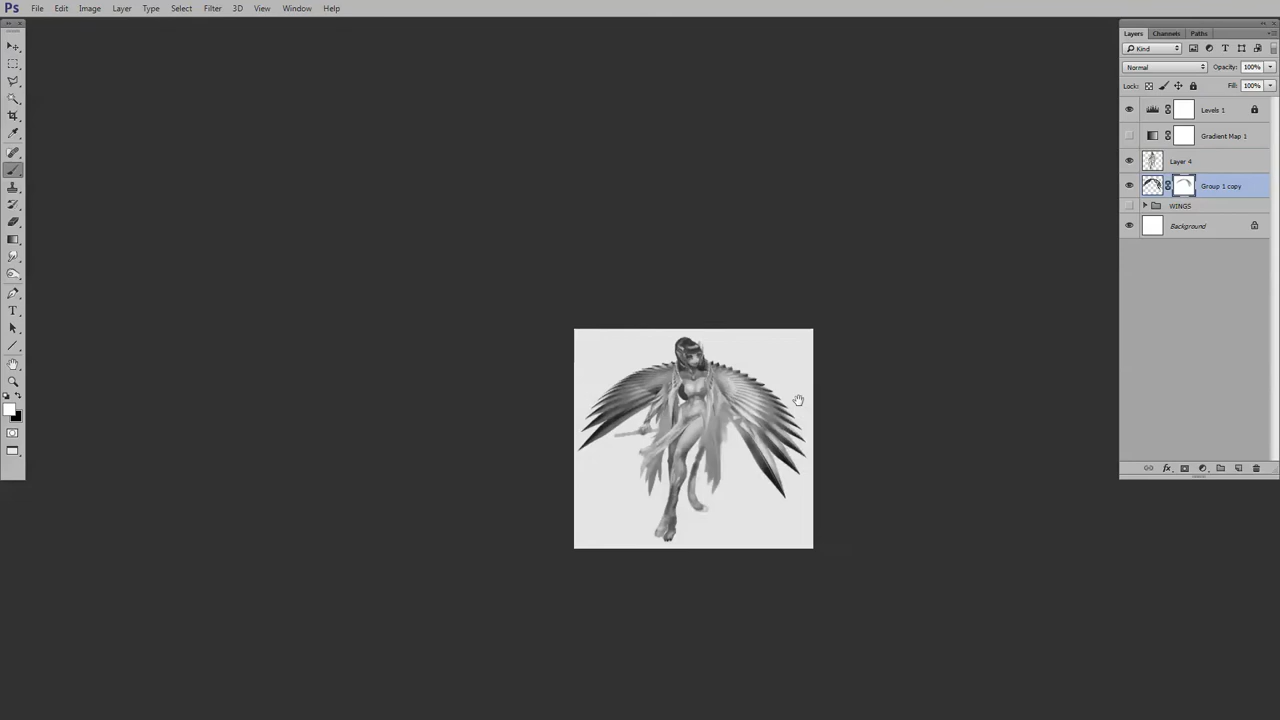 Ps File Edit Image Layer Type Select Filter 3D View Window Help
Layers Channels Paths
Kind
Normal Opacity: 100%
Lock: Fill: 100%
Levels 1
Gradient Map 1
Layer 4
Group 1 copy
WINGS
Background
T
fx